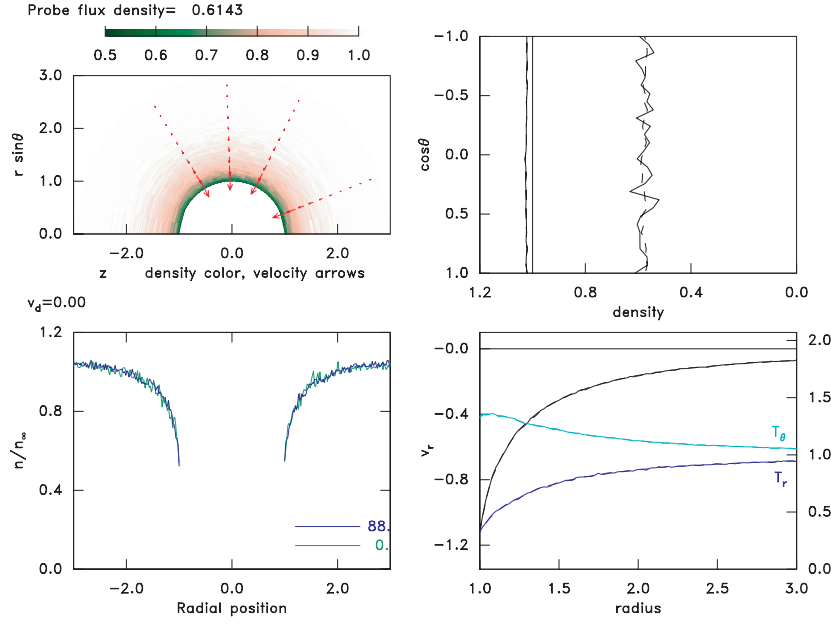 Probe flux density= 0.6143
0.5 0.6 0.7 0.8 0.9 1.0
3.0
2.0
1.0
0.0
r sinθ
−2.0 0.0 2.0
z density color, velocity arrows
−1.0
−0.5
0.0
0.5
1.0
cosθ
1.2 0.8 0.4 0.0
density
v_d=0.00
1.2
0.8
0.4
0.0
n/n_∞
88.
0.
−2.0 0.0 2.0
Radial position
−0.0
−0.4
−0.8
−1.2
v_r
T_θ
T_r
2.0
1.5
1.0
0.5
0.0
1.0 1.5 2.0 2.5 3.0
radius